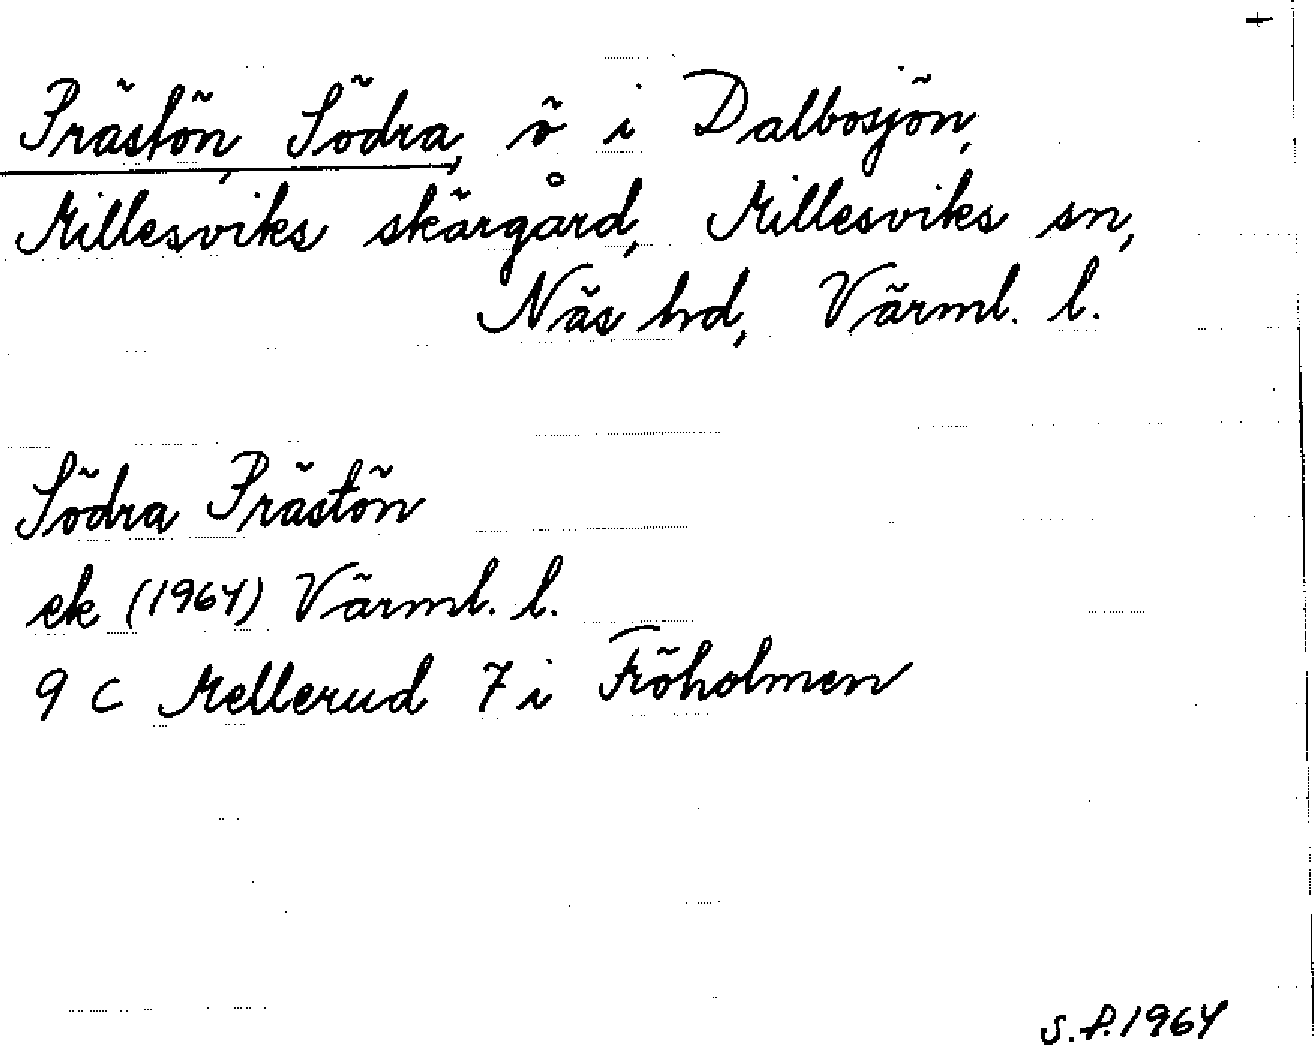 Prästön, Södra, ö i Dalbosjön,
Millesviks skärgård, Millesviks sn,
Näs hd, Värml. l.
Södra Prästön
ek (1964) Värml. l.
9 C Mellerud 7 i Fröholmen
S.f. 1964